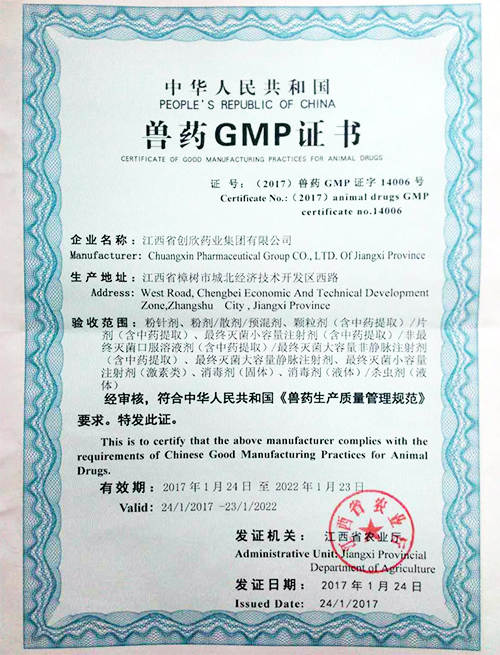 中华人民共和国
PEOPLE'S REPUBLIC OF CHINA
兽药GMP证书
CERTIFICATE OF GOOD MANUFACTURING PRACTICES FOR ANIMAL DRUGS
证 号：（2017）兽药 GMP 证字 14006 号
Certificate No.: (2017) animal drugs GMP
certificate no.14006
企业名称：江西省创欣药业集团有限公司
Manufacturer: Chuangxin Pharmaceutical Group CO., LTD. Of Jiangxi Province
生产地址：江西省樟树市城北经济技术开发区西路
Address: West Road, Chengbei Economic And Technical Development
Zone,Zhangshu City , Jiangxi Province
验收范围：粉针剂、粉剂/散剂/预混剂、颗粒剂（含中药提取）/片
剂（含中药提取）、最终灭菌小容量注射剂（含中药提取）/非最
终灭菌口服溶液剂（含中药提取）/最终灭菌大容量非静脉注射剂
（含中药提取）、最终灭菌大容量静脉注射剂、最终灭菌小容量
注射剂（激素类）、消毒剂（固体）、消毒剂（液体）/杀虫剂（液
体）
经审核，符合中华人民共和国《兽药生产质量管理规范》
要求。特发此证。
This is to certify that the above manufacturer complies with the
requirements of Chinese Good Manufacturing Practices for Animal
Drugs.
有效期：2017 年 1 月 24 日 至 2022 年 1 月 23 日
Valid: 24/1/2017 -23/1/2022
发证机关：江西省农业厅
Administrative Unit: Jiangxi Provincial
Department of Agriculture
江西省农业厅
发证日期：2017 年 1 月 24 日
Issued Date: 24/1/2017